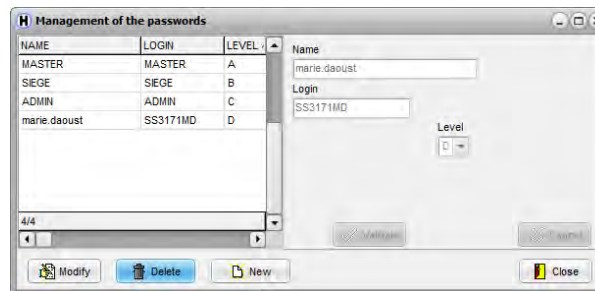 H Management of the passwords
NAME LOGIN LEVEL
MASTER MASTER A
SIEGE SIEGE B
ADMIN ADMIN C
marie.daoust SS3171MD D
4/4
Name
marie.daoust
Login
SS3171MD
Level
D
Validate
Cancel
Modify Delete New Close